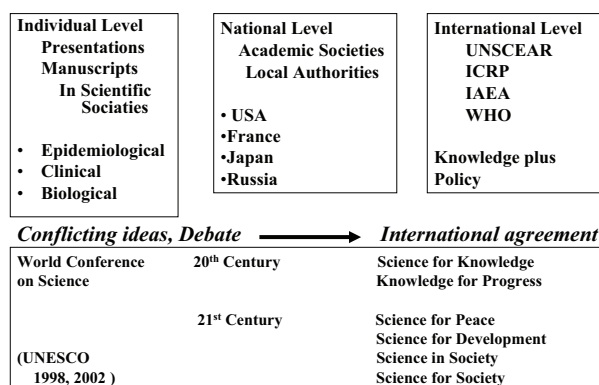 Individual Level
Presentations
Manuscripts
In Scientific
Sociaties
• Epidemiological
• Clinical
• Biological
National Level
Academic Societies
Local Authorities
• USA
•France
•Japan
•Russia
International Level
UNSCEAR
ICRP
IAEA
WHO
Knowledge plus
Policy
Conflicting ideas, Debate International agreement
World Conference 20th Century Science for Knowledge
on Science Knowledge for Progress
21st Century Science for Peace
Science for Development
(UNESCO Science in Society
1998, 2002 ) Science for Society